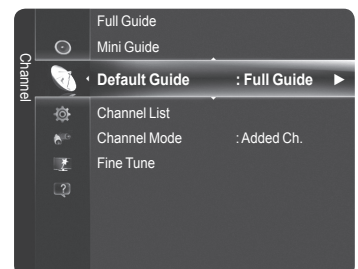 Channel
Full Guide
Mini Guide
Default Guide : Full Guide
Channel List
Channel Mode : Added Ch.
Fine Tune